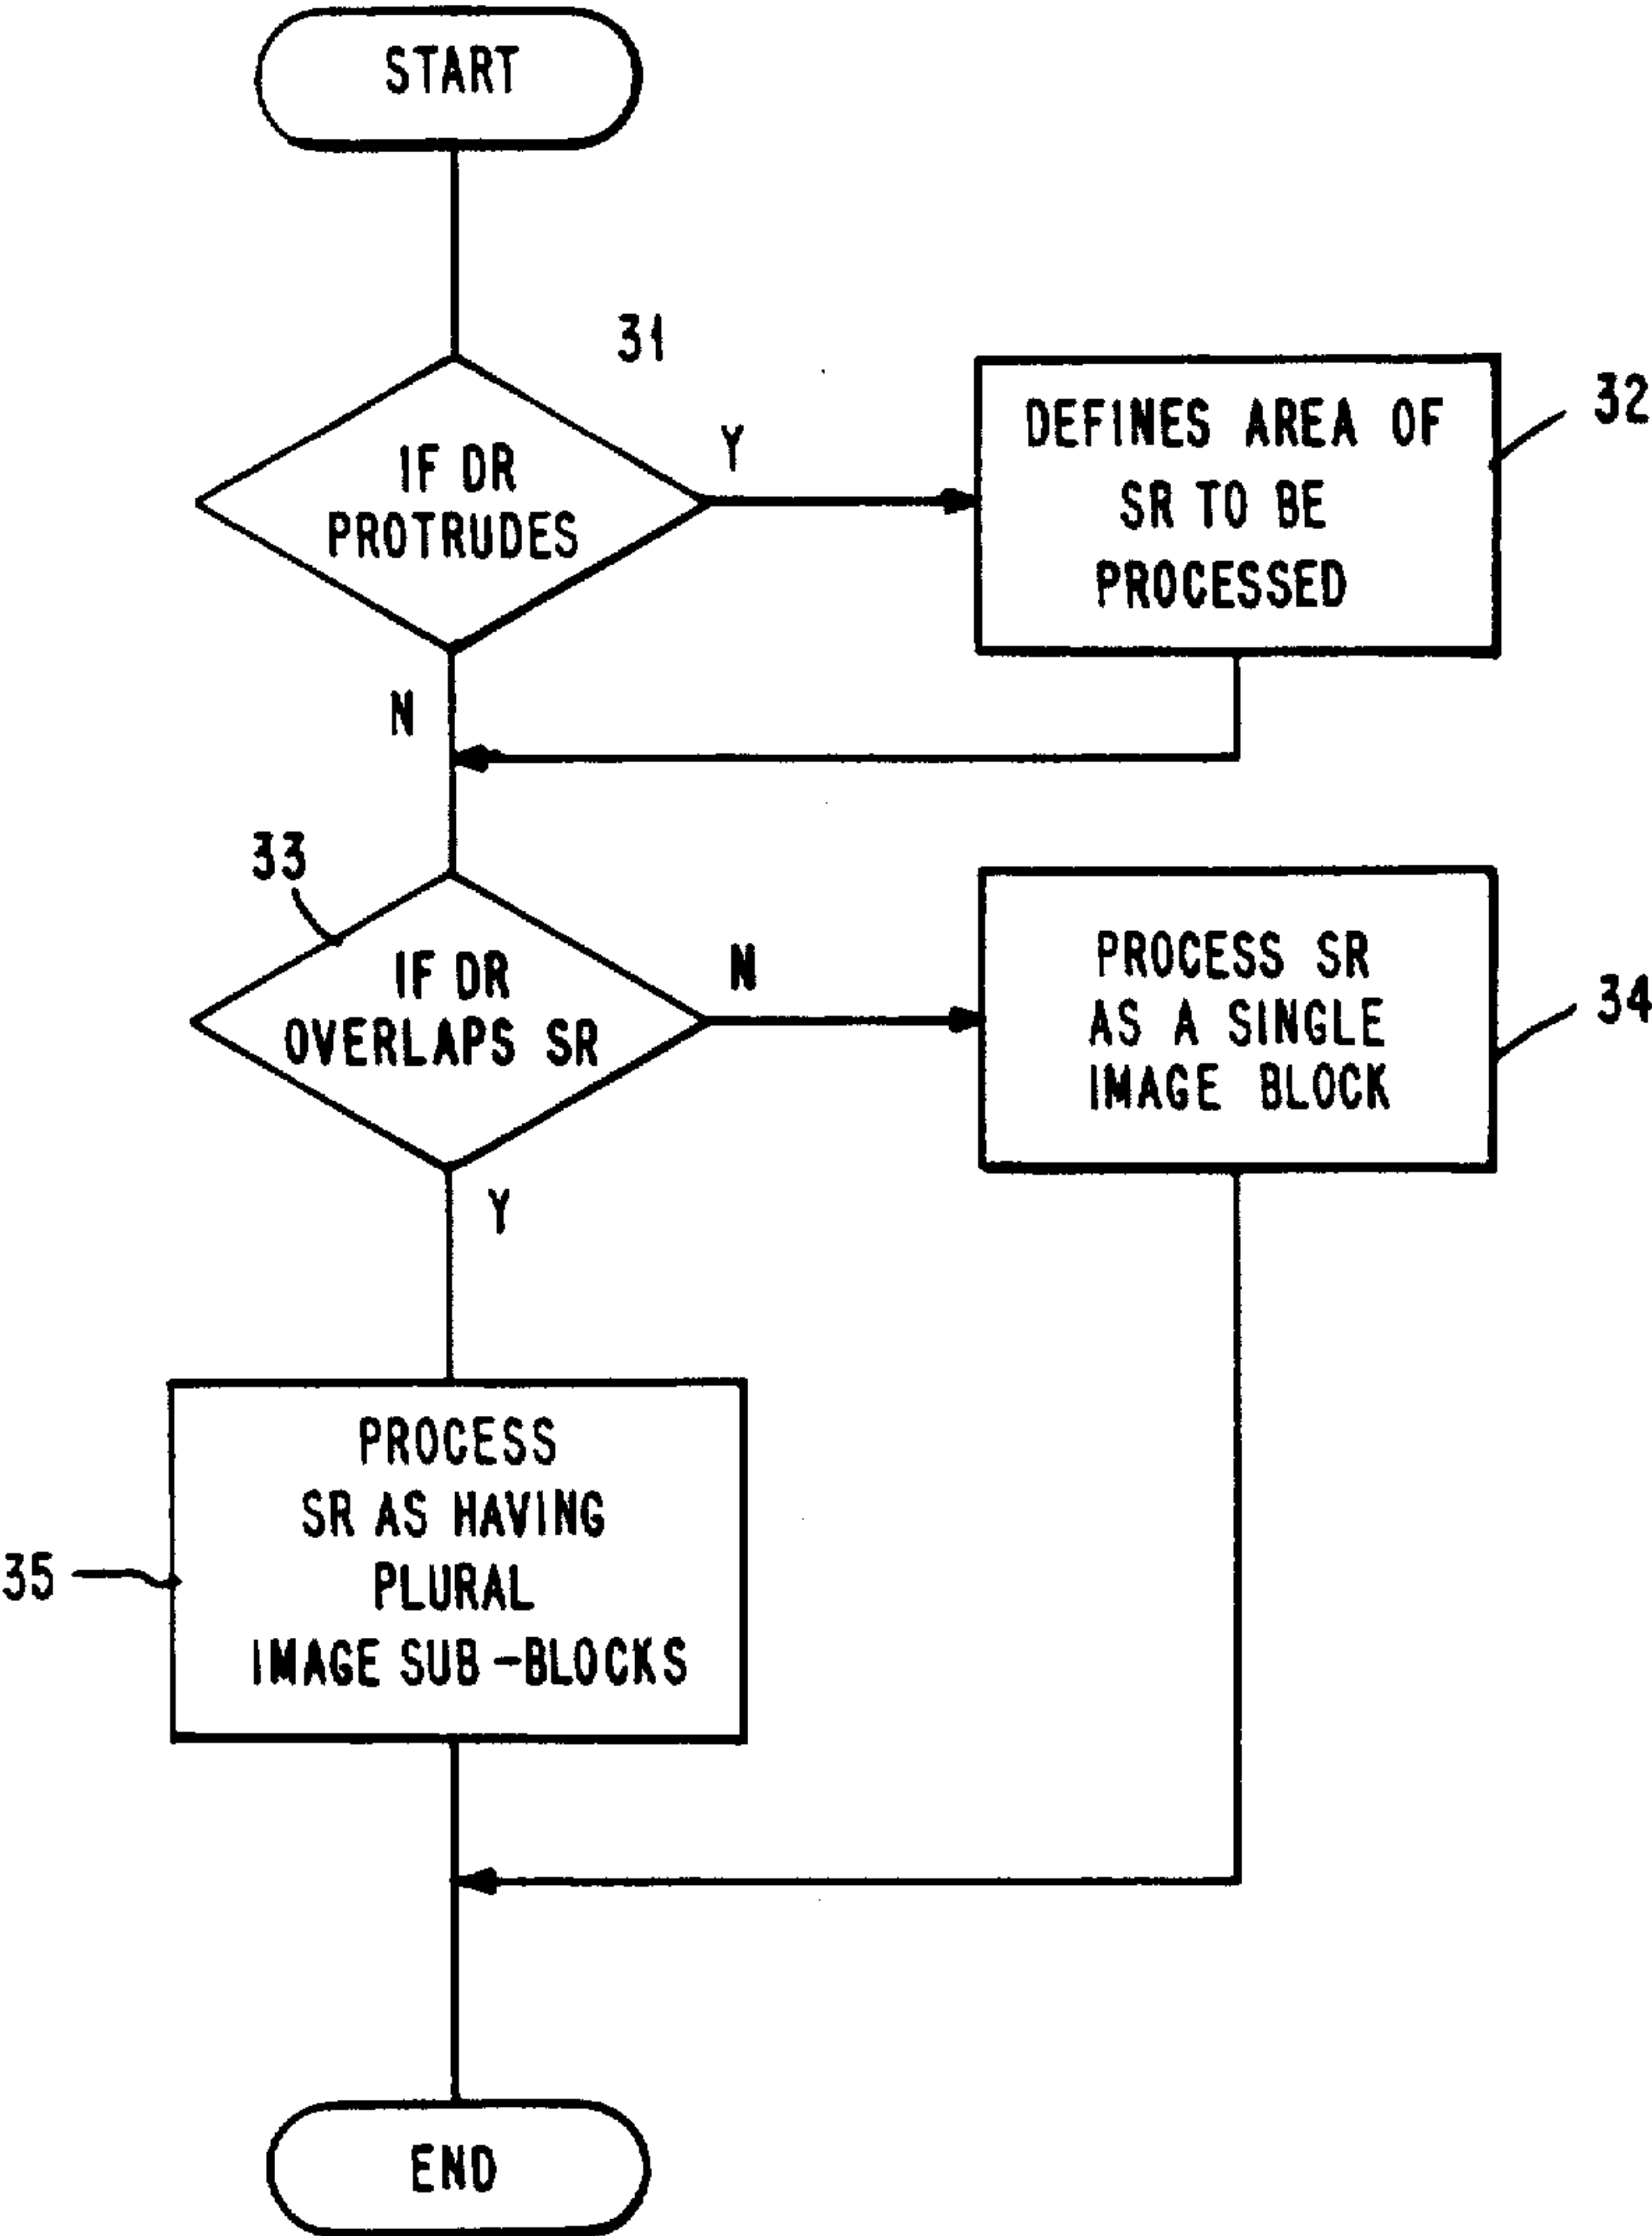 START
31
IF DR
PROTRUDES
Y
N
DEFINES AREA OF
SR TO BE
PROCESSED
32
33
IF DR
OVERLAPS SR
N
Y
PROCESS SR
AS A SINGLE
IMAGE BLOCK
34
PROCESS
SR AS HAVING
PLURAL
IMAGE SUB-BLOCKS
35
END